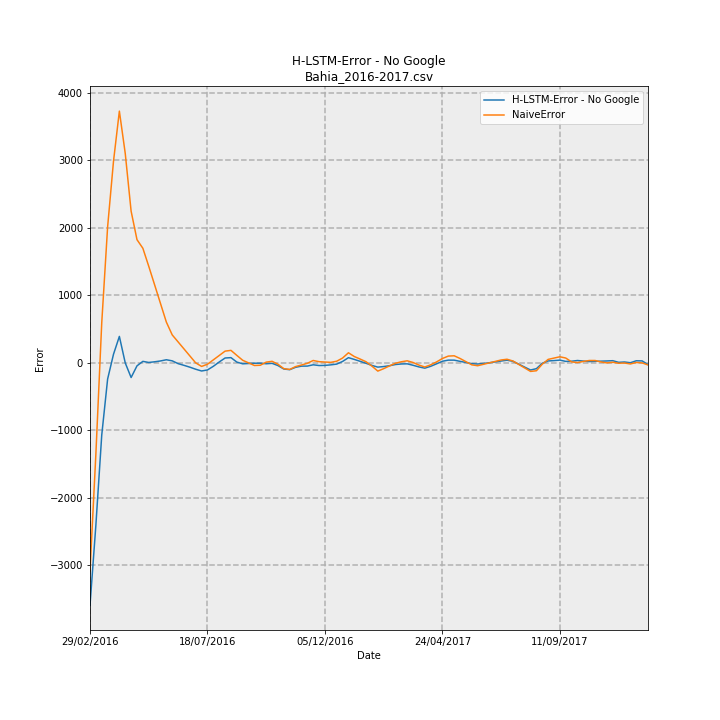 H-LSTM-Error - No Google
Bahia_2016-2017.csv
H-LSTM-Error - No Google
NaiveError
4000
3000
2000
1000
0
−1000
−2000
−3000
Error
29/02/2016
18/07/2016
05/12/2016
24/04/2017
11/09/2017
Date